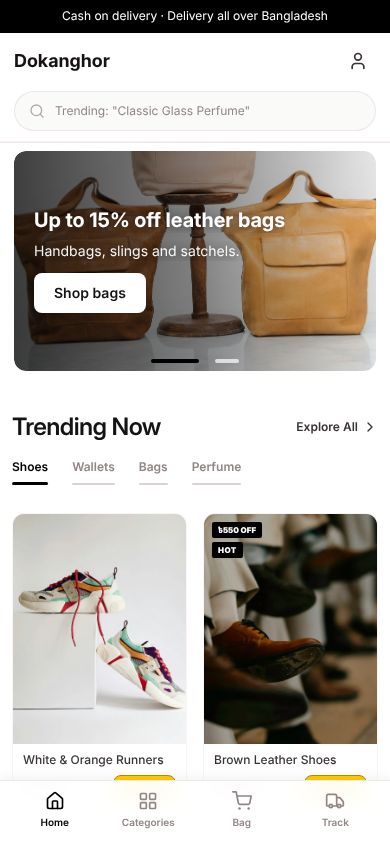 Cash on delivery · Delivery all over Bangladesh
Dokanghor
Trending: "Classic Glass Perfume"
Up to 15% off leather bags
Handbags, slings and satchels.
Shop bags
Trending Now
Explore All
Shoes Wallets Bags Perfume
৳550 OFF
HOT
White & Orange Runners
Brown Leather Shoes
Home Categories Bag Track